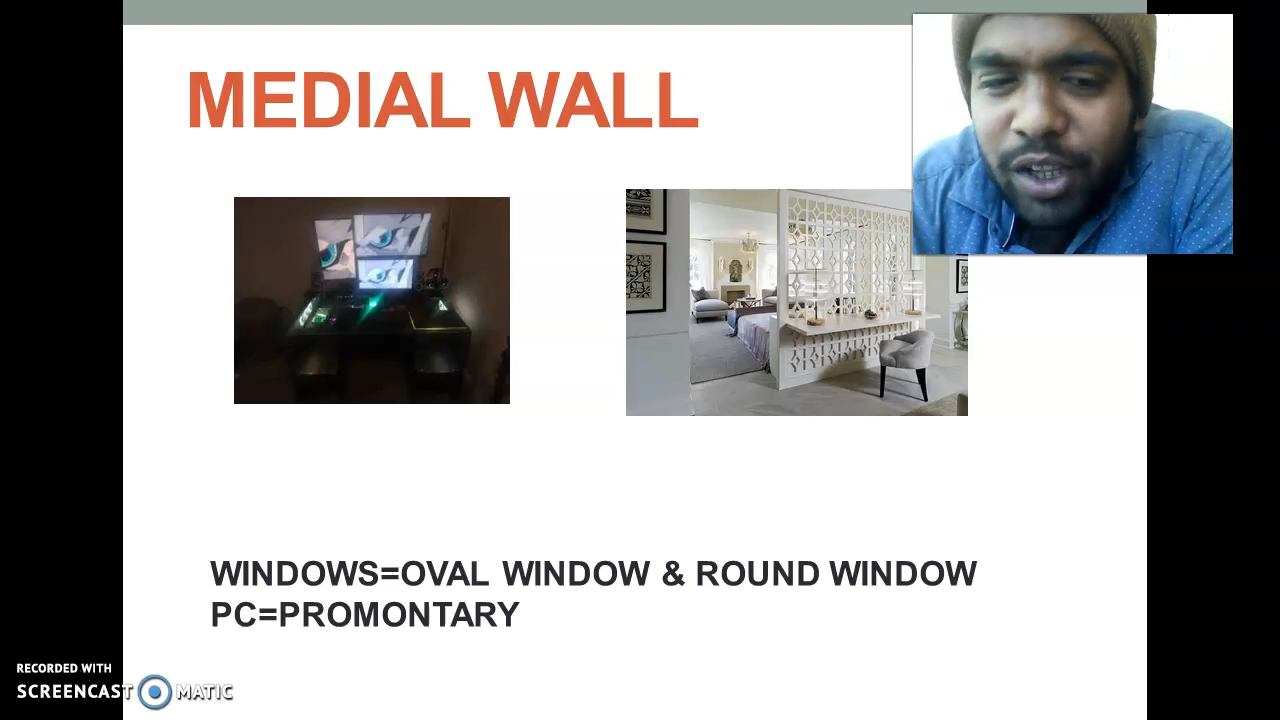 MEDIAL WALL
WINDOWS=OVAL WINDOW & ROUND WINDOW
PC=PROMONTARY
RECORDED WITH
SCREENCAST MATIC